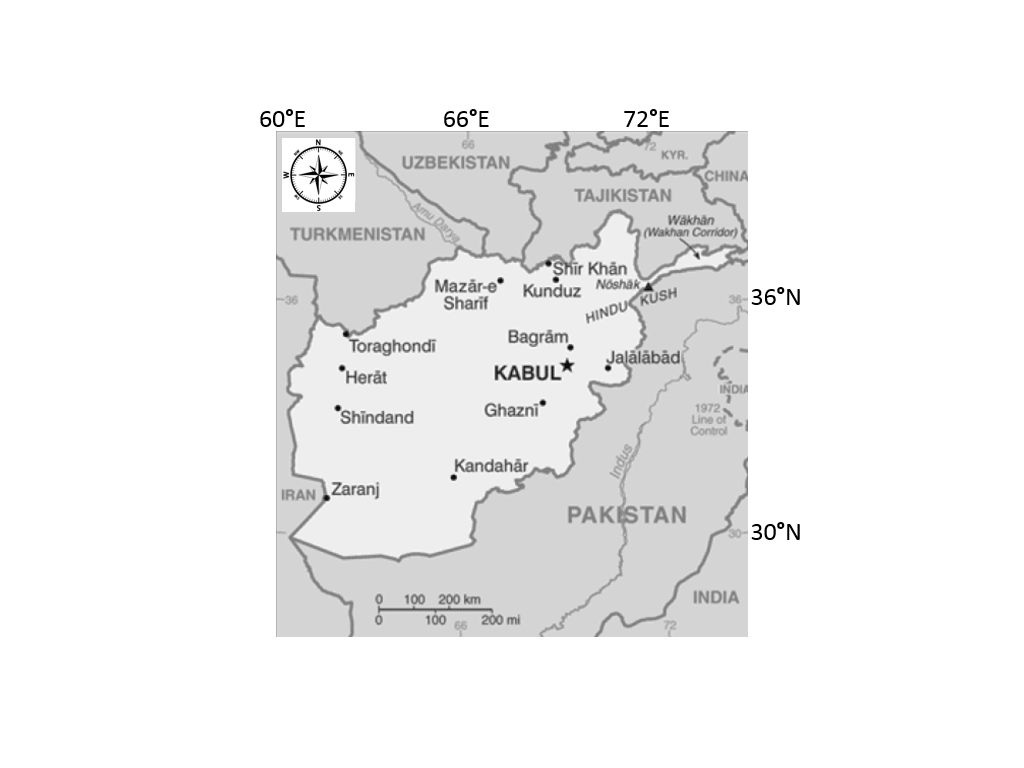 60°E 66°E 72°E
N
W E
S
66
72
UZBEKISTAN
KYR.
CHINA
TAJIKISTAN
Amu Darya
TURKMENISTAN
Wākhān
(Wakhan Corridor)
Shīr Khān
Mazār-e
Sharīf
Kunduz
Nōshāk
HINDU KUSH
36
36
36°N
Toraghondī
Bagrām
Jalālābād
Herāt
KABUL
INDIA
Shīndand
Ghaznī
1972
Line of
Control
Kandahār
Indus
IRAN
Zaranj
PAKISTAN
30
30°N
INDIA
0 100 200 km
0 100 200 mi
66
72